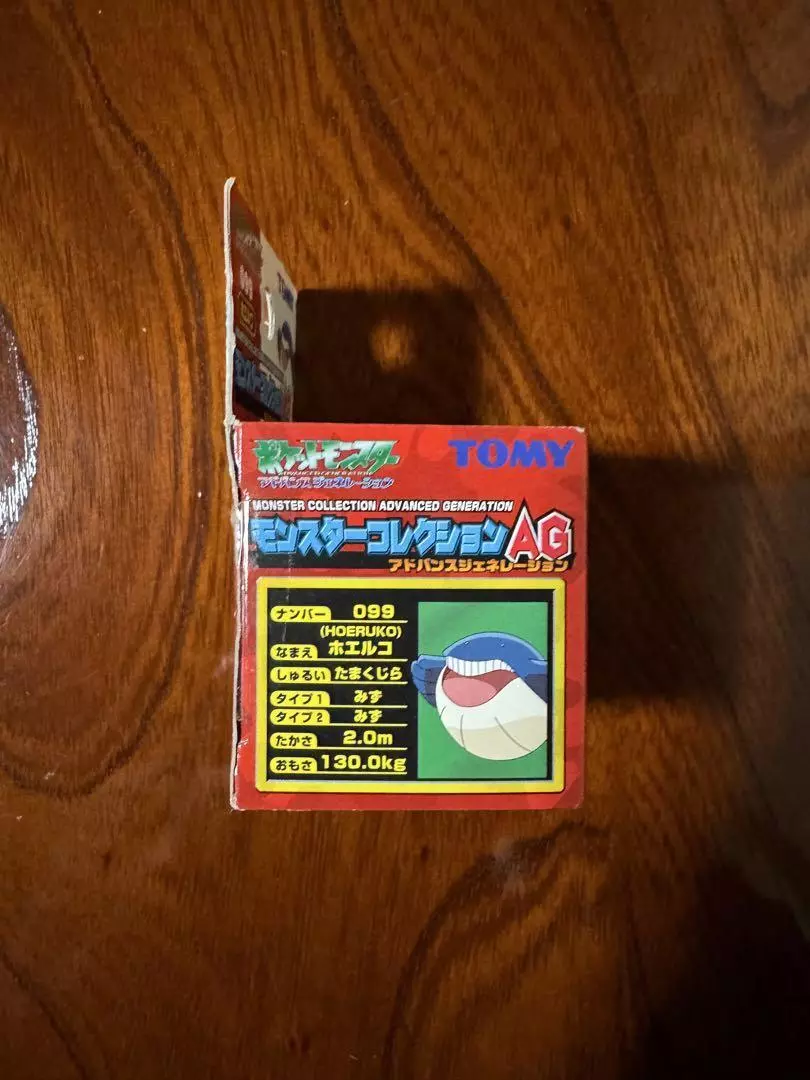 TOMY
ポケットモンスター
TOMY
ADVANCED GENERATION
アドバンスジェネレーション
MONSTER COLLECTION ADVANCED GENERATION
モンスターコレクションAG
アドバンスジェネレーション
ナンバー 099
(HOERUKO)
なまえ ホエルコ
しゅるい たまくじら
タイプ1 みず
タイプ2 みず
たかさ 2.0m
おもさ 130.0kg